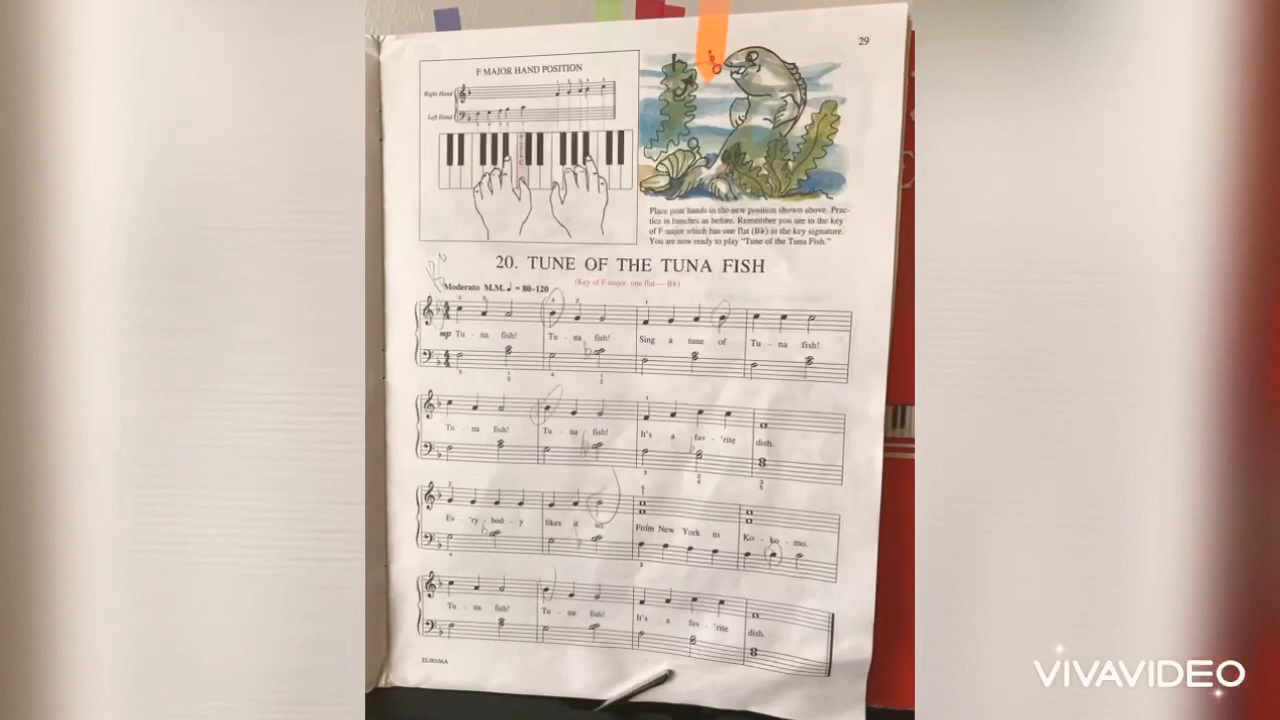 29
F MAJOR HAND POSITION
Right Hand
Left Hand
Place your hands in the new position shown above. Prac-
tice in bunches as before. Remember you are in the key
of F major which has one flat (B♭) in the key signature.
You are now ready to play "Tune of the Tuna Fish."
20. TUNE OF THE TUNA FISH
(Key of F major: one flat — B♭)
Moderato M.M. ♩ = 80-120
mp Tu - na fish! Tu - na fish! Sing a tune of Tu - na fish!
Tu - na fish! Tu - na fish! It's a fav - 'rite dish.
Ev - 'ry bod - y likes it so. From New York to Ko - ko - mo.
Tu - na fish! Tu - na fish! It's a fav - 'rite dish.
EL00166A
VIVAVIDEO